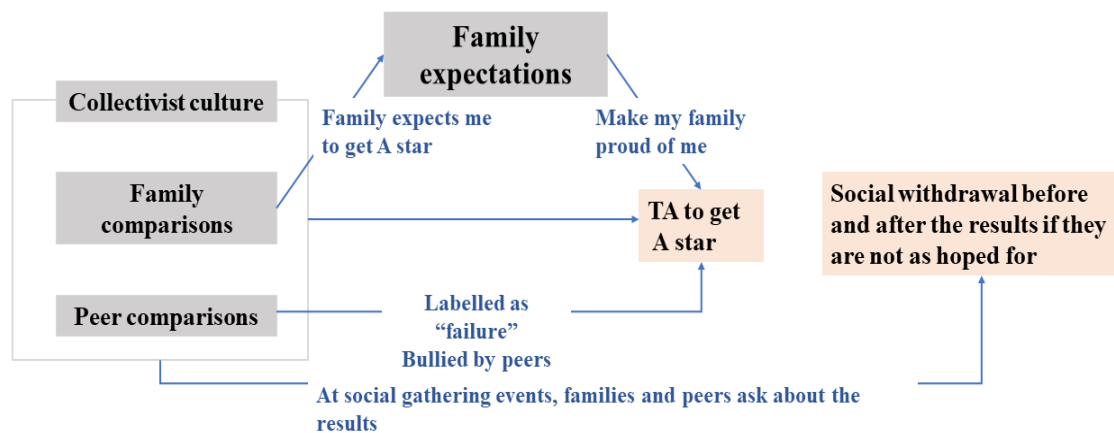 Family
expectations
Collectivist culture
Family expects me
to get A star
Make my family
proud of me
Family
comparisons
TA to get
A star
Social withdrawal before
and after the results if they
are not as hoped for
Peer comparisons
Labelled as
“failure”
Bullied by peers
At social gathering events, families and peers ask about the
results